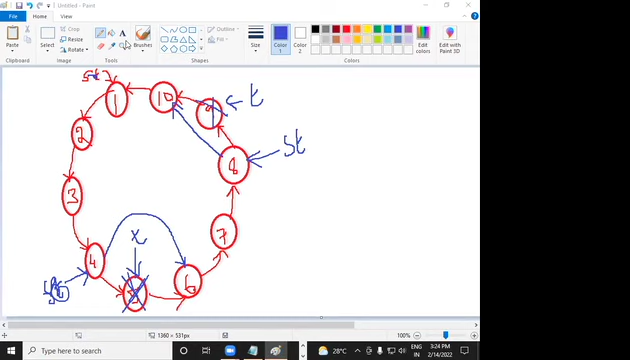 Untitled - Paint
File
Home
View
Paste
Select
Crop
Resize
Rotate
A
Brushes
Outline
Fill
Size
Color
1
Color
2
Edit
colors
Edit with
Paint 3D
Clipboard
Image
Tools
Shapes
Colors
10
1
t
2
8
st
3
7
x
4
6
1360 × 531px
100%
Type here to search
28°C
ENG
IN
3:24 PM
2/14/2022